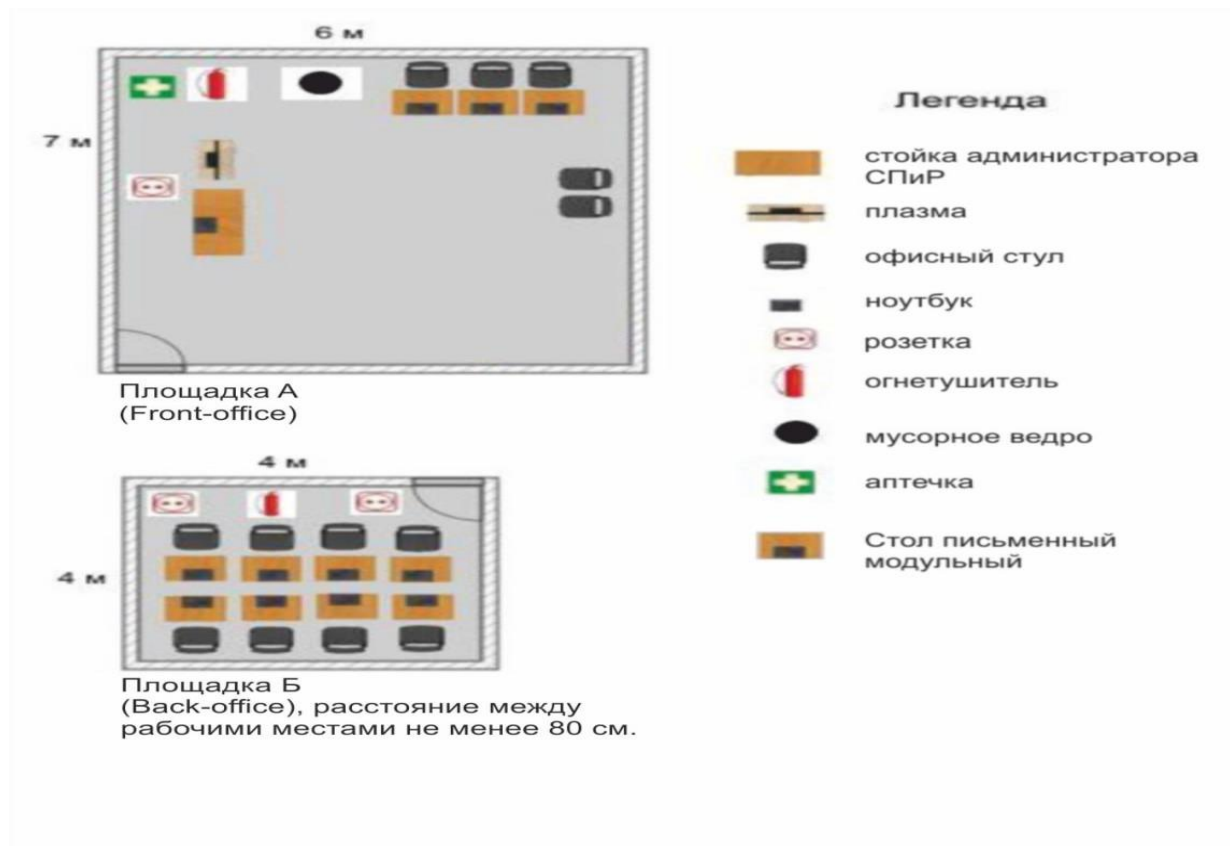 6 м
7 м
Площадка А
(Front-office)
4 м
4 м
Площадка Б
(Back-office), расстояние между
рабочими местами не менее 80 см.
Легенда
стойка администратора
СПиР
плазма
офисный стул
ноутбук
розетка
огнетушитель
мусорное ведро
аптечка
Стол письменный
модульный